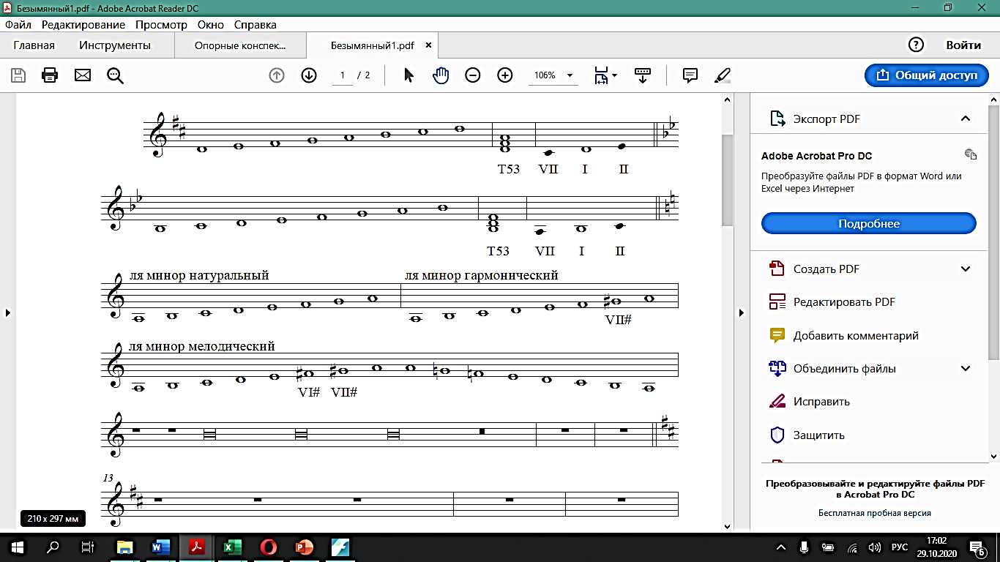 Безымянный1.pdf - Adobe Acrobat Reader DC
Файл Редактирование Просмотр Окно Справка
Главная Инструменты Опорные конспек... Безымянный1.pdf × Войти
1 / 2 106% Общий доступ
T53 VII I II
T53 VII I II
ля минор натуральный ля минор гармонический
VII#
ля минор мелодический
VI# VII#
13
210 x 297 мм
Экспорт PDF
Adobe Acrobat Pro DC
Преобразуйте файлы PDF в формат Word или
Excel через Интернет
Подробнее
Создать PDF
Редактировать PDF
Добавить комментарий
Объединить файлы
Исправить
Защитить
Преобразовывайте и редактируйте файлы PDF
в Acrobat Pro DC
Бесплатная пробная версия
РУС 17:02
29.10.2020
6